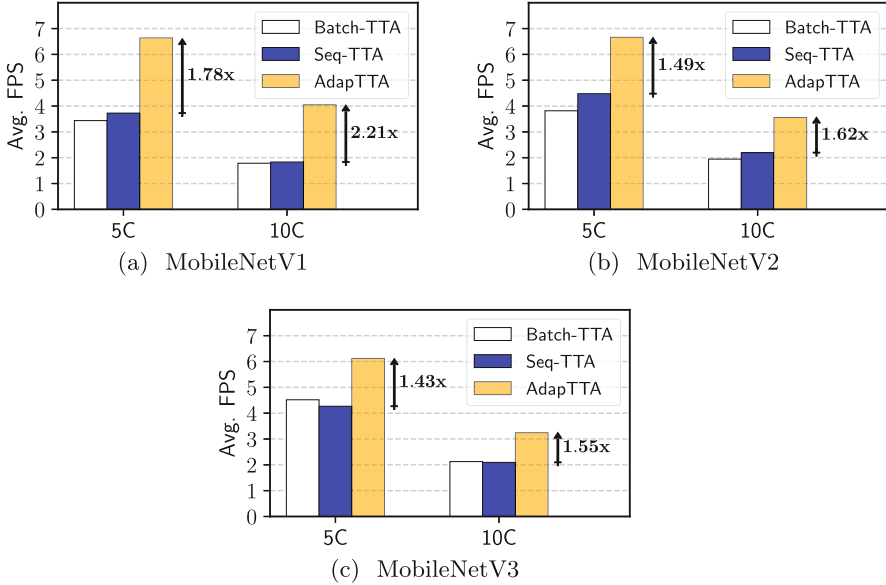 Avg. FPS
7
6
5
4
3
2
1
0
Batch-TTA
Seq-TTA
AdapTTA
1.78x
2.21x
5C
10C
(a) MobileNetV1
Avg. FPS
7
6
5
4
3
2
1
0
Batch-TTA
Seq-TTA
AdapTTA
1.49x
1.62x
5C
10C
(b) MobileNetV2
Avg. FPS
7
6
5
4
3
2
1
0
Batch-TTA
Seq-TTA
AdapTTA
1.43x
1.55x
5C
10C
(c) MobileNetV3